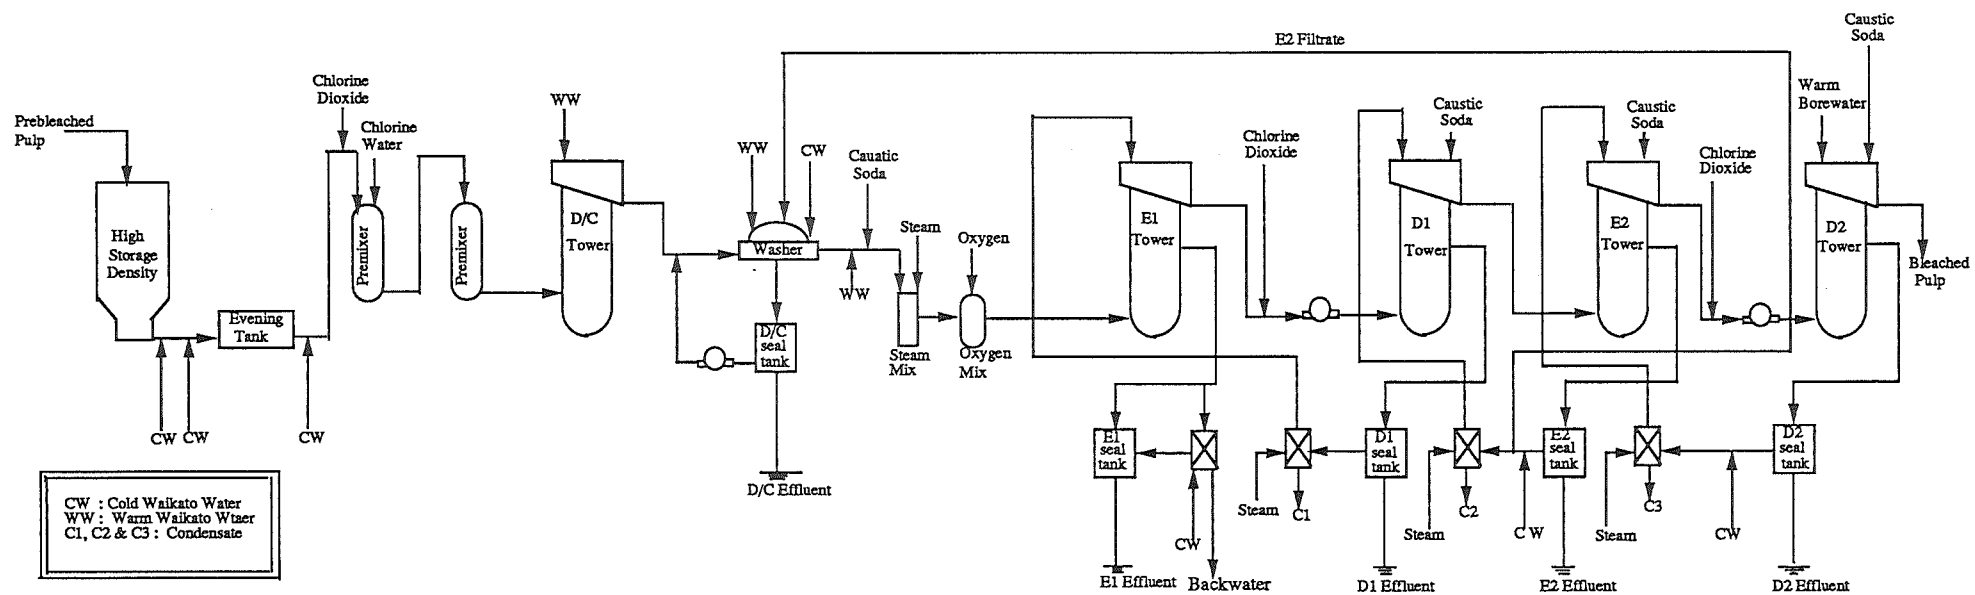 E2 Filtrate
Caustic
Soda
Chlorine
Dioxide
Prebleached
Pulp
Chlorine
Water
WW
WW
CW
Cauatic
Soda
Chlorine
Dioxide
Caustic
Soda
Caustic
Soda
Chlorine
Dioxide
Warm
Borewater
High
Storage
Density
Premixer
Premixer
D/C
Tower
Washer
Steam
Oxygen
E1
Tower
D1
Tower
E2
Tower
D2
Tower
Bleached
Pulp
Evening
Tank
WW
D/C
seal
tank
Steam
Mix
Oxygen
Mix
CW
CW
CW
E1
seal
tank
D1
seal
tank
E2
seal
tank
D2
seal
tank
D/C Effluent
Steam
C1
Steam
C2
C W
Steam
C3
CW
CW
E1 Effluent
Backwater
D1 Effluent
E2 Effluent
D2 Effluent
CW : Cold Waikato Water
WW : Warm Waikato Wtaer
C1, C2 & C3 : Condensate